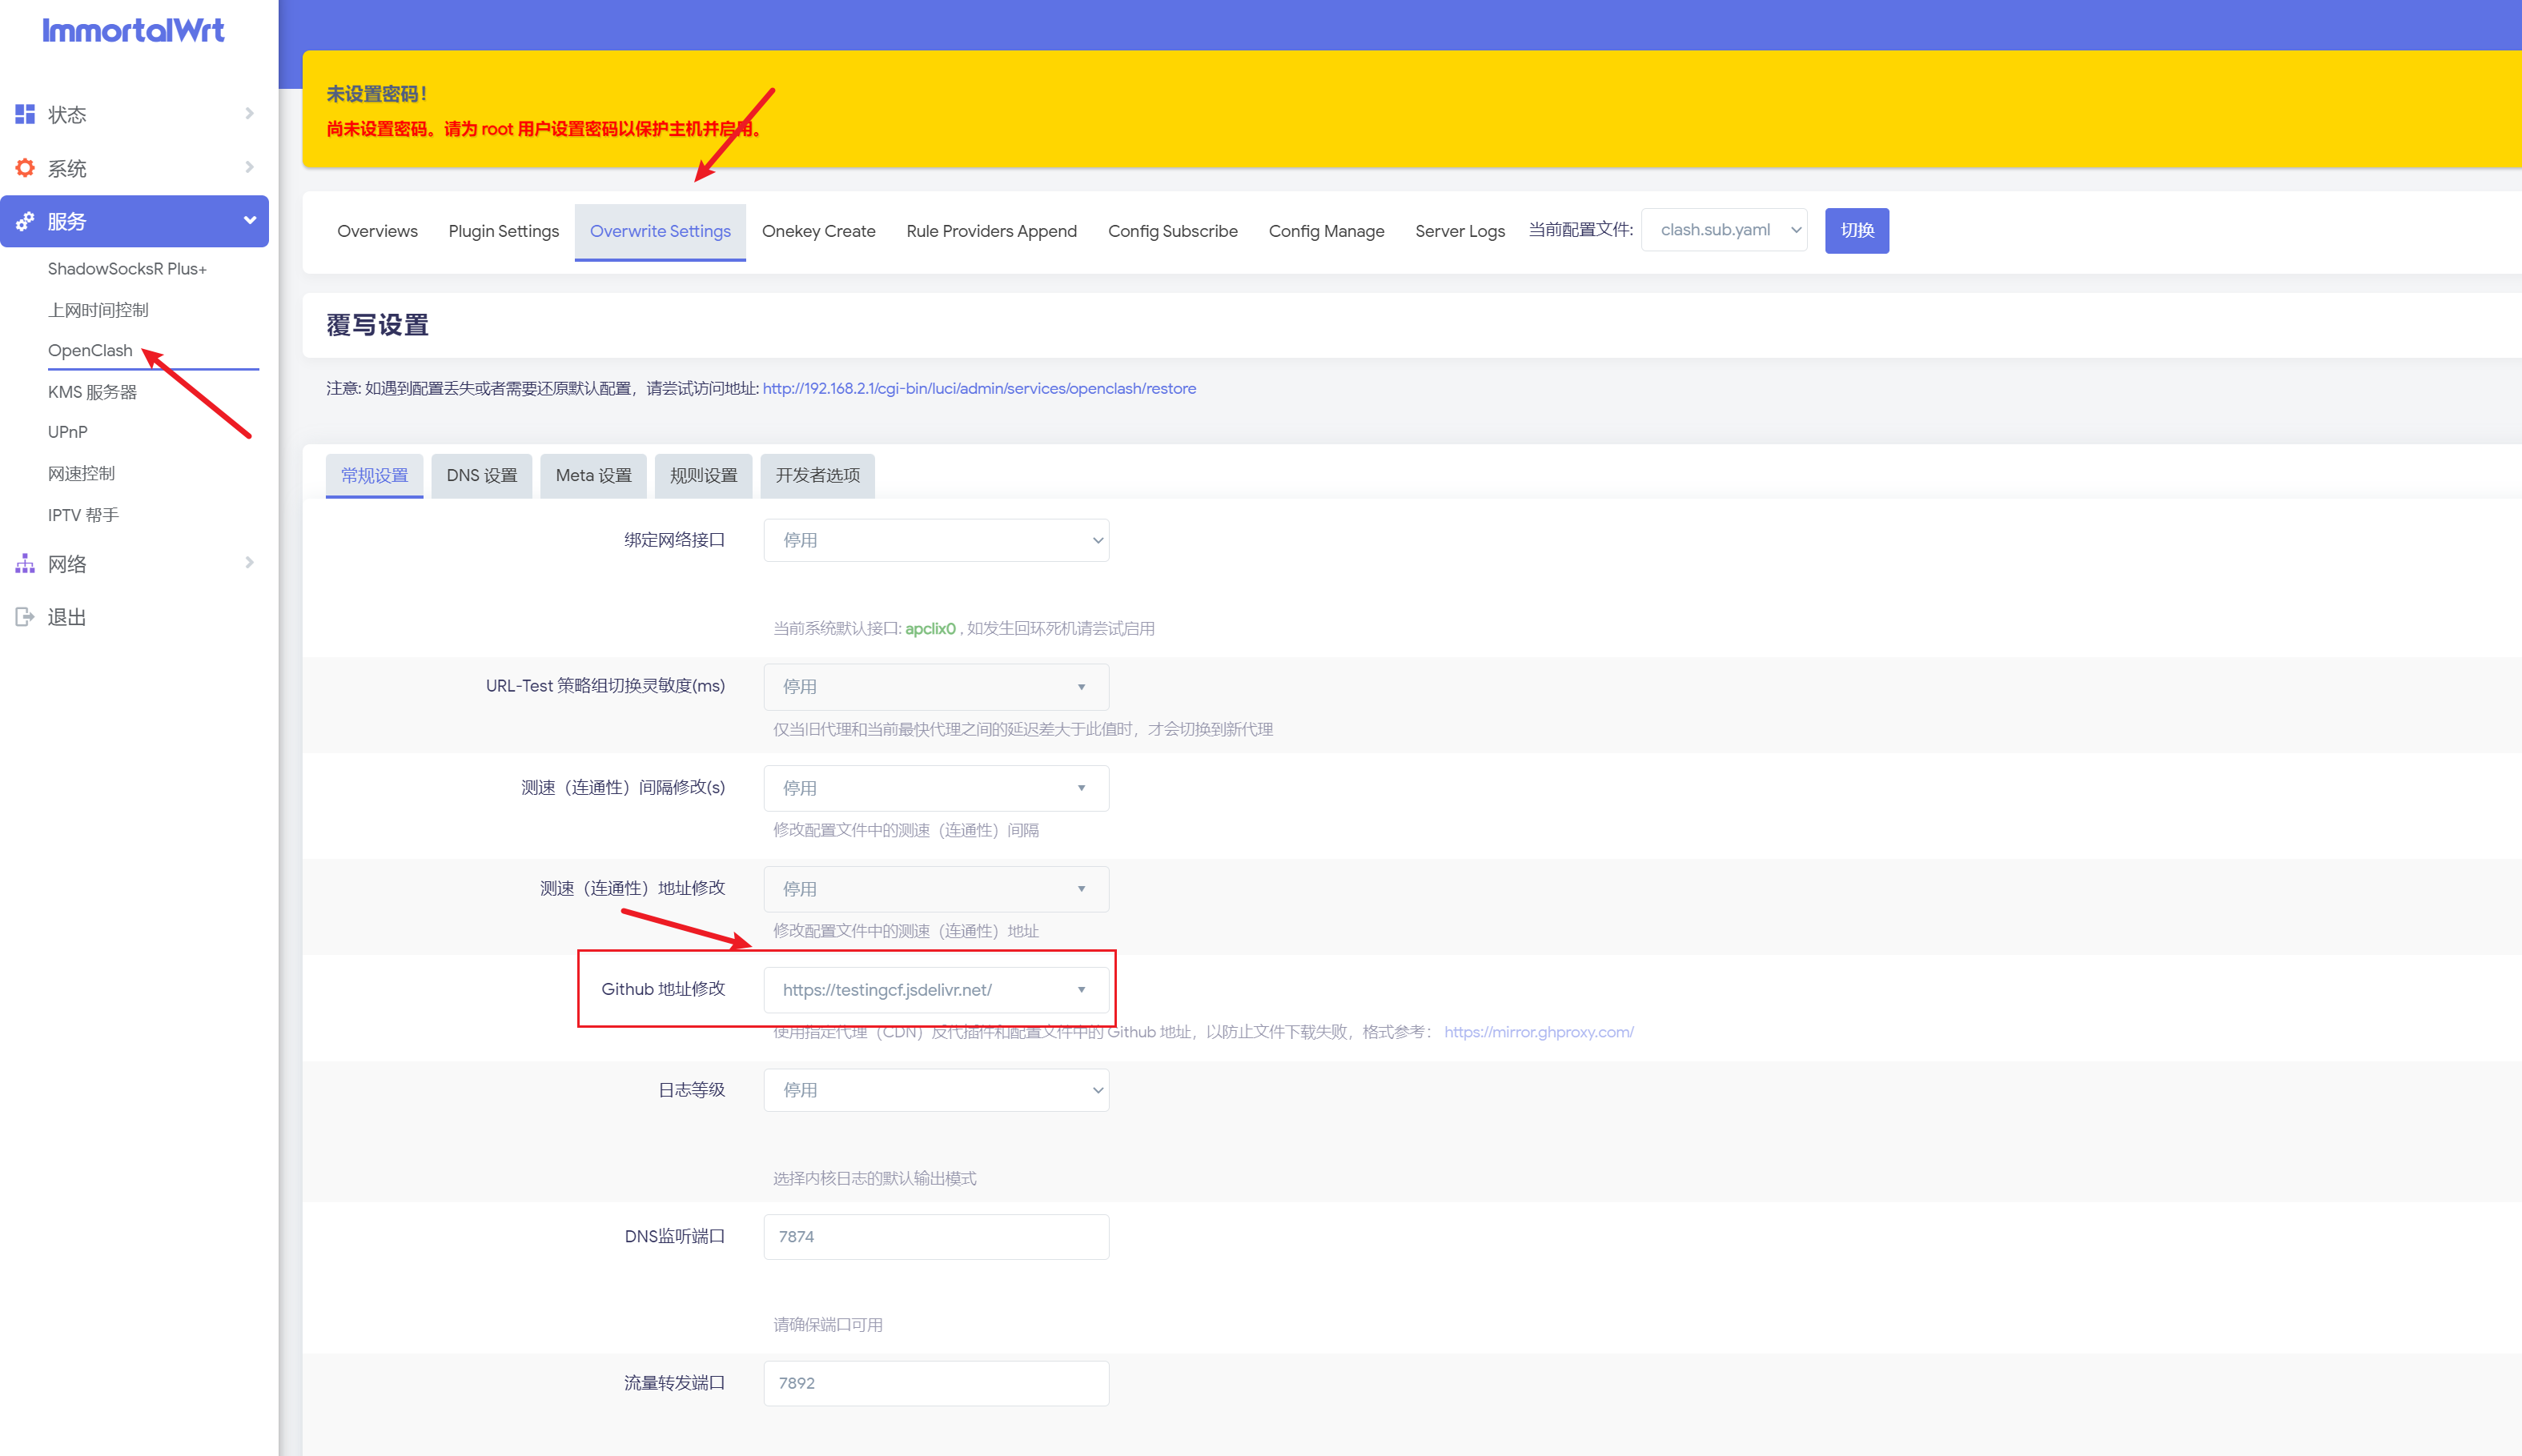 ImmortalWrt
状态
系统
服务
ShadowSocksR Plus+
上网时间控制
OpenClash
KMS 服务器
UPnP
网速控制
IPTV 帮手
网络
退出
未设置密码！
尚未设置密码。请为 root 用户设置密码以保护主机并启用。
Overviews
Plugin Settings
Overwrite Settings
Onekey Create
Rule Providers Append
Config Subscribe
Config Manage
Server Logs
当前配置文件:
clash.sub.yaml
切换
覆写设置
注意: 如遇到配置丢失或者需要还原默认配置，请尝试访问地址: http://192.168.2.1/cgi-bin/luci/admin/services/openclash/restore
常规设置
DNS 设置
Meta 设置
规则设置
开发者选项
绑定网络接口
停用
当前系统默认接口: apclix0 , 如发生回环死机请尝试启用
URL-Test 策略组切换灵敏度(ms)
停用
仅当旧代理和当前最快代理之间的延迟差大于此值时，才会切换到新代理
测速（连通性）间隔修改(s)
停用
修改配置文件中的测速（连通性）间隔
测速（连通性）地址修改
停用
修改配置文件中的测速（连通性）地址
Github 地址修改
https://testingcf.jsdelivr.net/
使用指定代理（CDN）反代插件和配置文件中的 Github 地址，以防止文件下载失败，格式参考： https://mirror.ghproxy.com/
日志等级
停用
选择内核日志的默认输出模式
DNS监听端口
7874
请确保端口可用
流量转发端口
7892